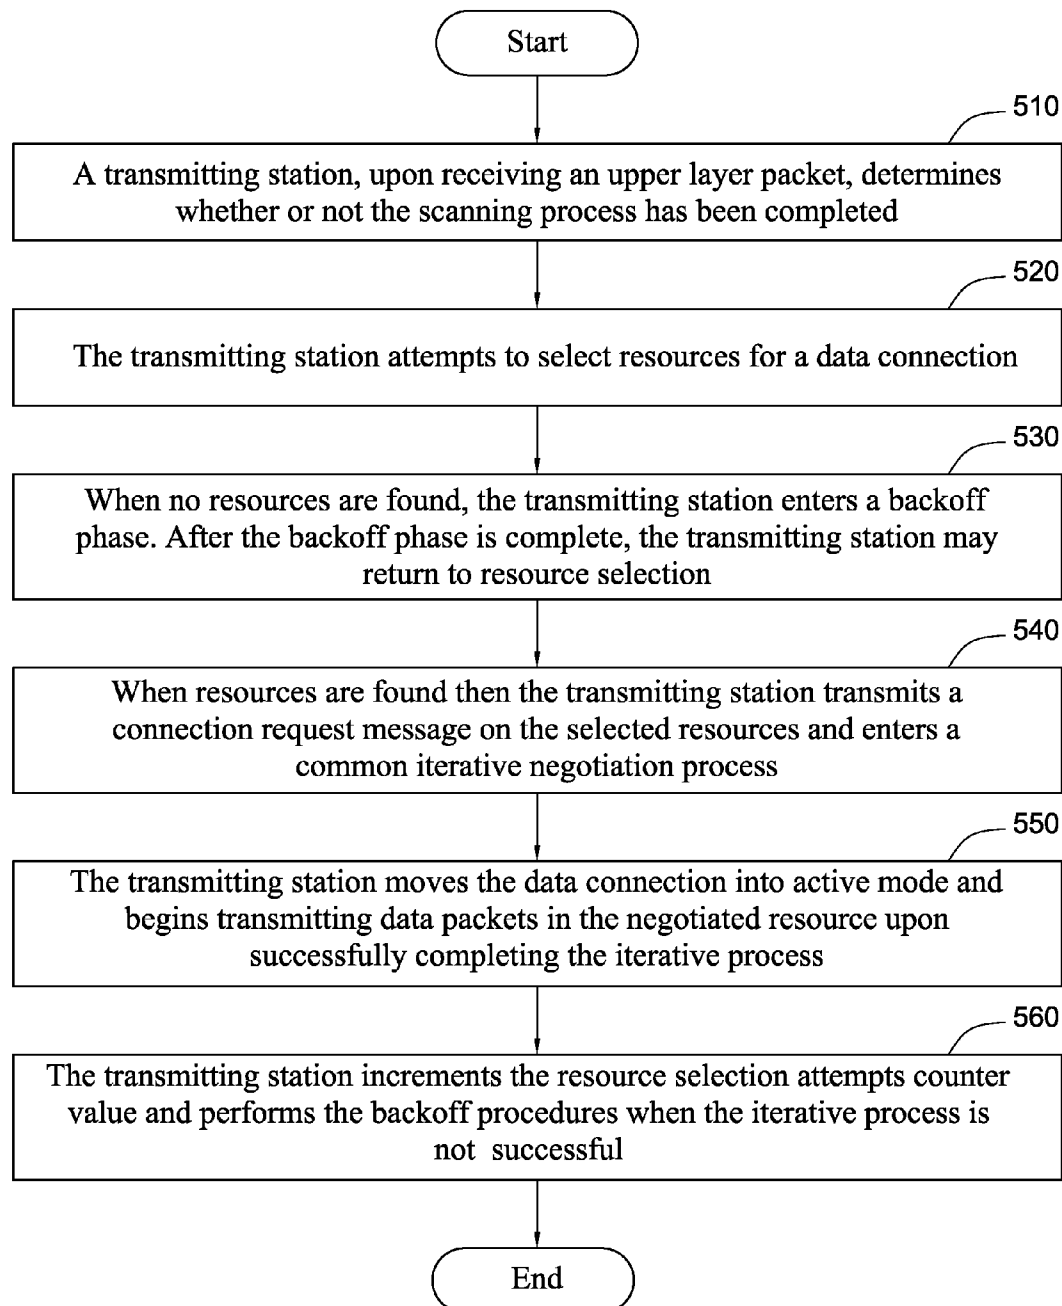 Start
510
A transmitting station, upon receiving an upper layer packet, determines
whether or not the scanning process has been completed
520
The transmitting station attempts to select resources for a data connection
530
When no resources are found, the transmitting station enters a backoff
phase. After the backoff phase is complete, the transmitting station may
return to resource selection
540
When resources are found then the transmitting station transmits a
connection request message on the selected resources and enters a
common iterative negotiation process
550
The transmitting station moves the data connection into active mode and
begins transmitting data packets in the negotiated resource upon
successfully completing the iterative process
560
The transmitting station increments the resource selection attempts counter
value and performs the backoff procedures when the iterative process is
not successful
End